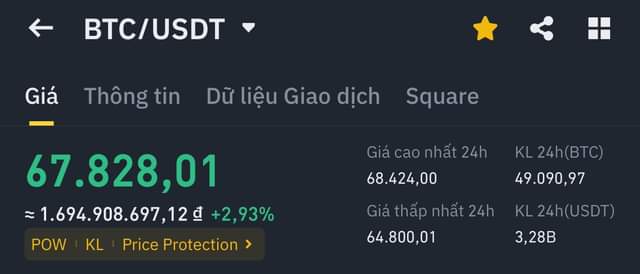 BTC/USDT
Giá Thông tin Dữ liệu Giao dịch Square
67.828,01
≈ 1.694.908.697,12 ₫ +2,93%
POW KL Price Protection
Giá cao nhất 24h
68.424,00
Giá thấp nhất 24h
64.800,01
KL 24h(BTC)
49.090,97
KL 24h(USDT)
3,28B